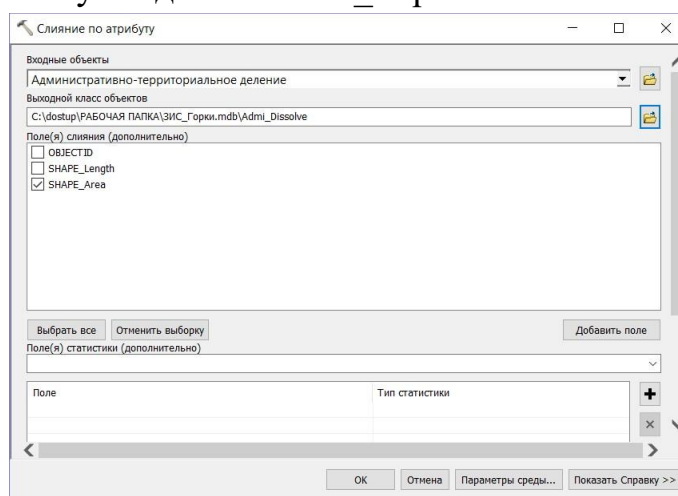 Слияние по атрибуту
Входные объекты
Административно-территориальное деление
Выходной класс объектов
C:\dostup\РАБОЧАЯ ПАПКА\ЗИС_Горки.mdb\Admi_Dissolve
Поле(я) слияния (дополнительно)
OBJECTID
SHAPE_Length
SHAPE_Area
Выбрать все Отменить выборку Добавить поле
Поле(я) статистики (дополнительно)
Поле Тип статистики
OK Отмена Параметры среды... Показать Справку >>